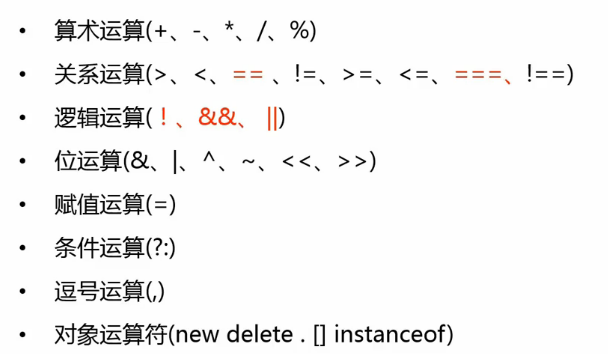 • 算术运算(+、-、*、/、%)
• 关系运算(>、<、== 、!=、>=、<=、===、!==)
• 逻辑运算( ! 、&&、 ||)
• 位运算(&、|、^、~、<<、>>)
• 赋值运算(=)
• 条件运算(?:)
• 逗号运算(,)
• 对象运算符(new delete . [] instanceof)